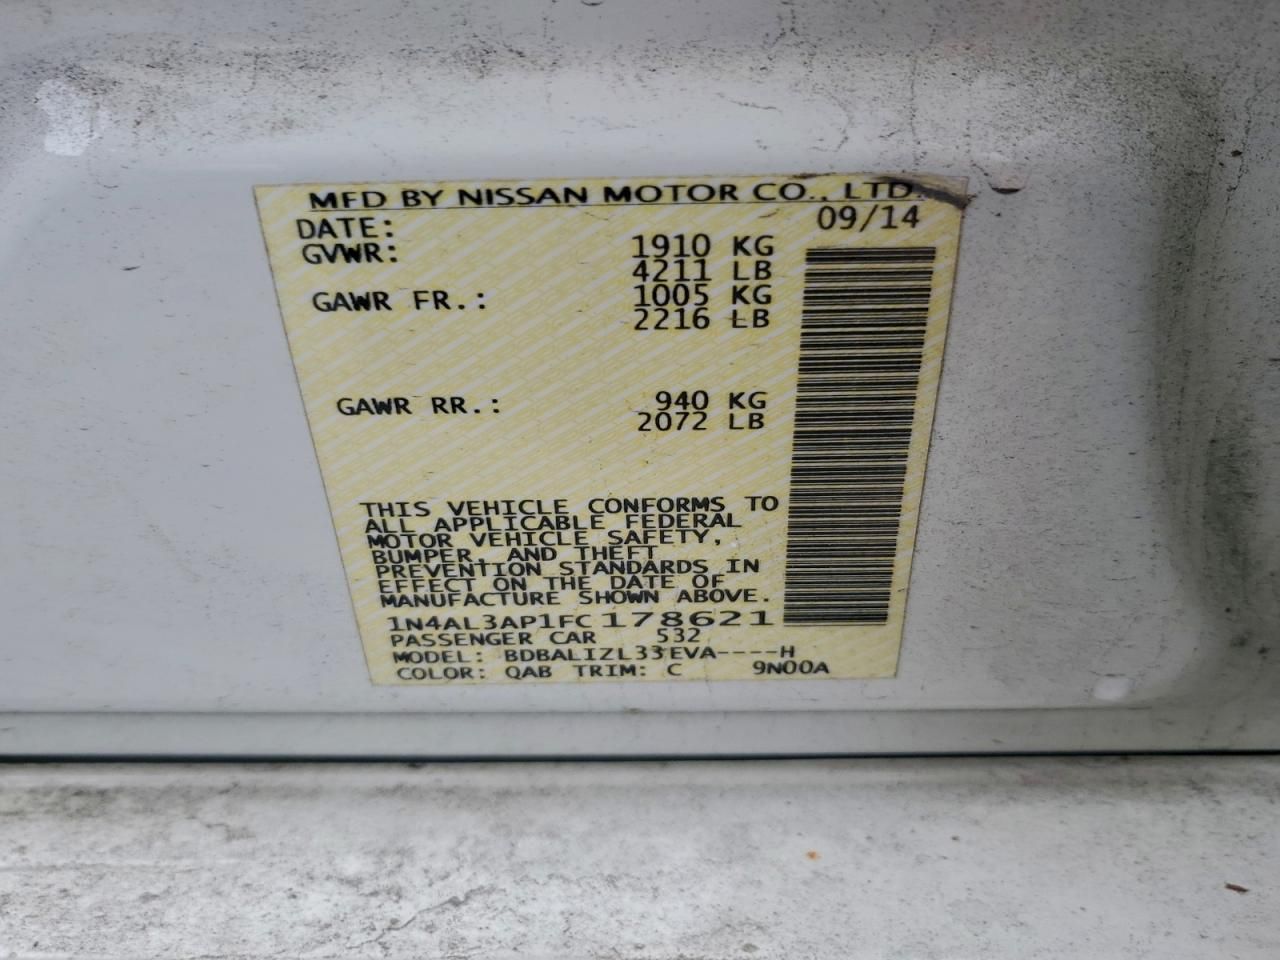 MFD BY NISSAN MOTOR CO., LTD.
DATE: 09/14
GVWR: 1910 KG
4211 LB
GAWR FR.: 1005 KG
2216 LB
GAWR RR.: 940 KG
2072 LB
THIS VEHICLE CONFORMS TO
ALL APPLICABLE FEDERAL
MOTOR VEHICLE SAFETY,
BUMPER, AND THEFT
PREVENTION STANDARDS IN
EFFECT ON THE DATE OF
MANUFACTURE SHOWN ABOVE.
1N4AL3AP1FC178621
PASSENGER CAR 532
MODEL: BDBALIZL33EVA----H
COLOR: QAB TRIM: C 9N00A